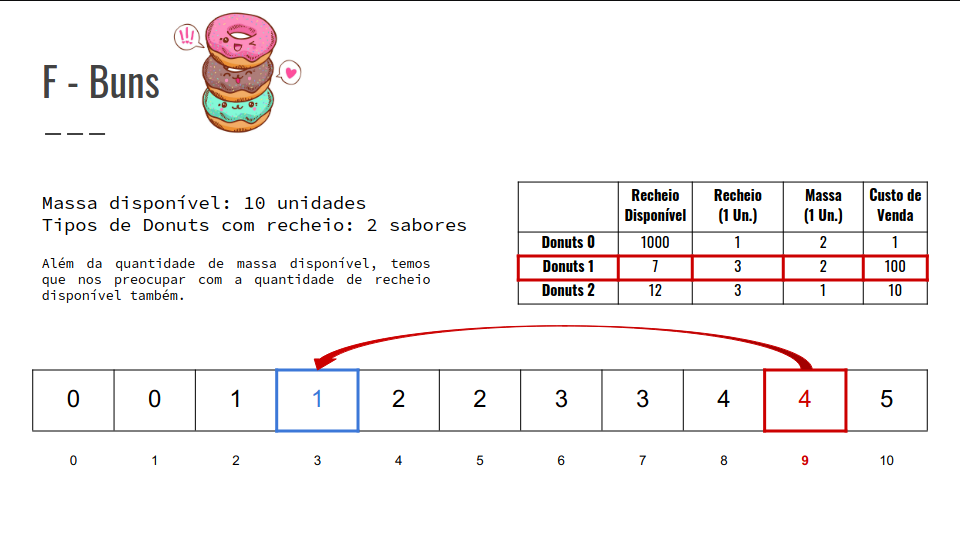 F - Buns
!!!
Massa disponível: 10 unidades
Tipos de Donuts com recheio: 2 sabores
Além da quantidade de massa disponível, temos
que nos preocupar com a quantidade de recheio
disponível também.
Recheio Disponível Recheio (1 Un.) Massa (1 Un.) Custo de Venda
Donuts 0 1000 1 2 1
Donuts 1 7 3 2 100
Donuts 2 12 3 1 10
0 0 1 1 2 2 3 3 4 4 5
0 1 2 3 4 5 6 7 8 9 10